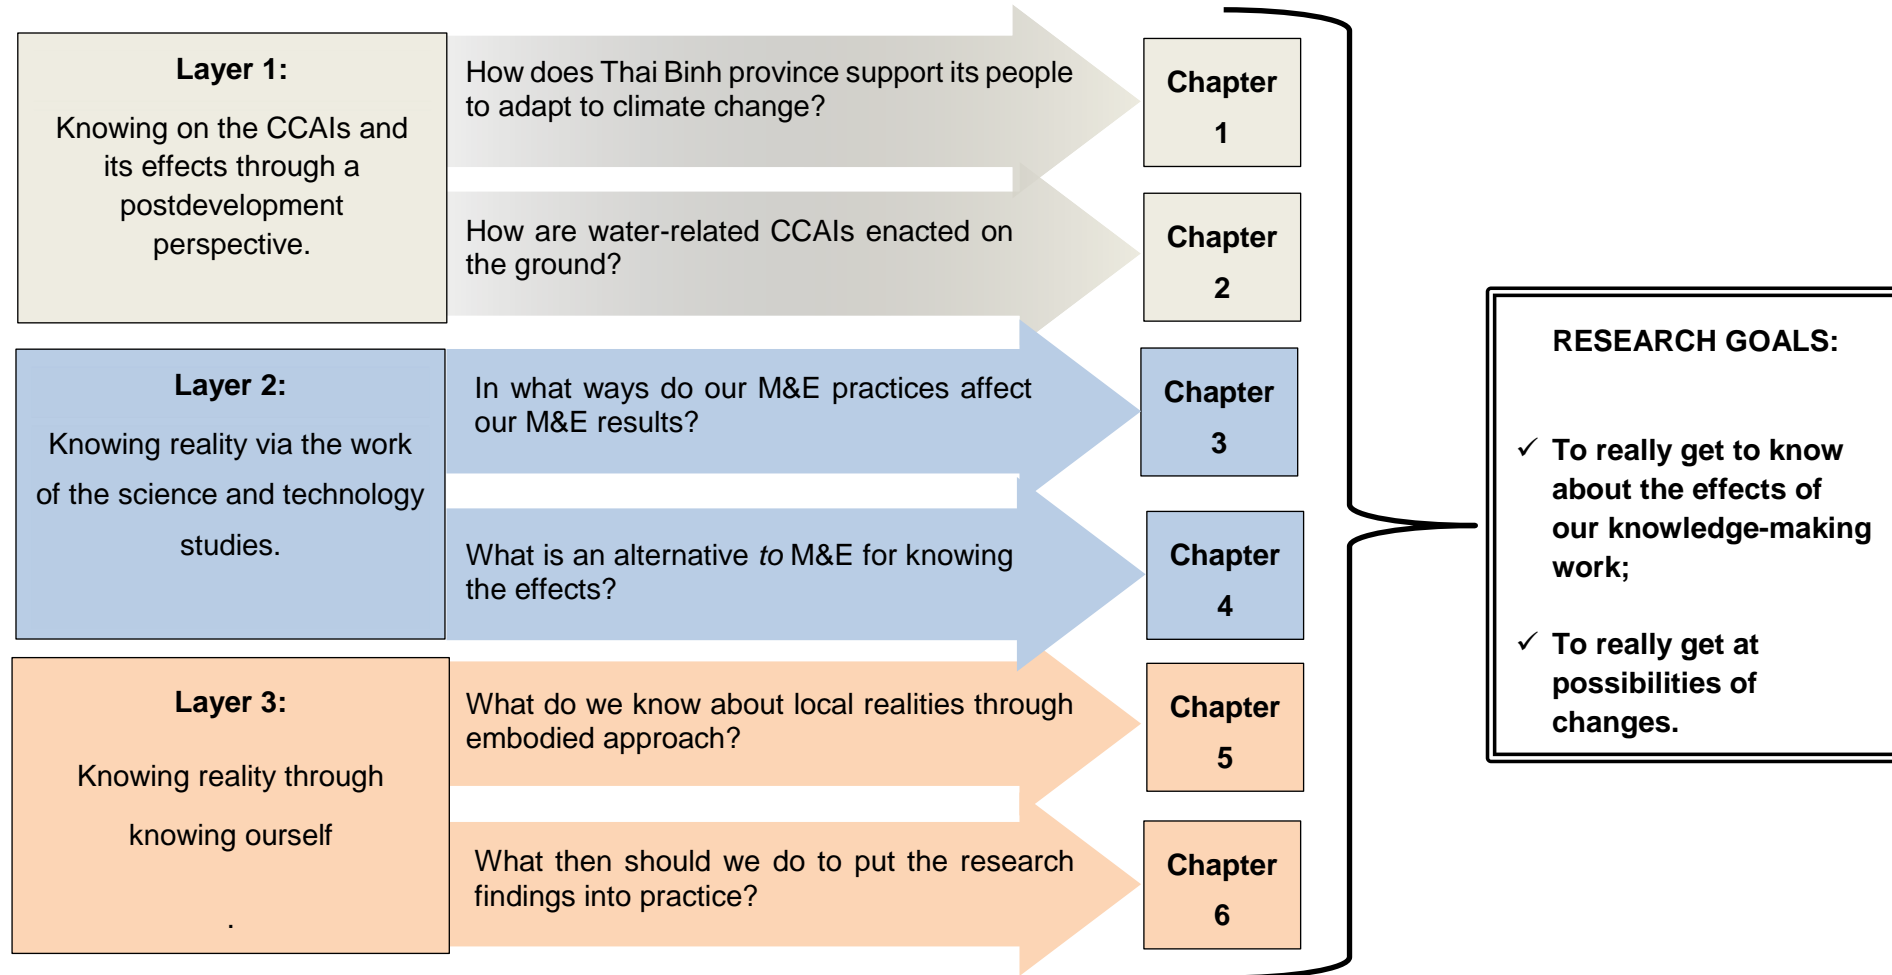 Layer 1:
Knowing on the CCAIs and
its effects through a
postdevelopment
perspective.
How does Thai Binh province support its people
to adapt to climate change?
Chapter
1
How are water-related CCAIs enacted on
the ground?
Chapter
2
Layer 2:
Knowing reality via the work
of the science and technology
studies.
In what ways do our M&E practices affect
our M&E results?
Chapter
3
What is an alternative to M&E for knowing
the effects?
Chapter
4
Layer 3:
Knowing reality through
knowing ourself
.
What do we know about local realities through
embodied approach?
Chapter
5
What then should we do to put the research
findings into practice?
Chapter
6
RESEARCH GOALS:
✓ To really get to know
about the effects of
our knowledge-making
work;
✓ To really get at
possibilities of
changes.